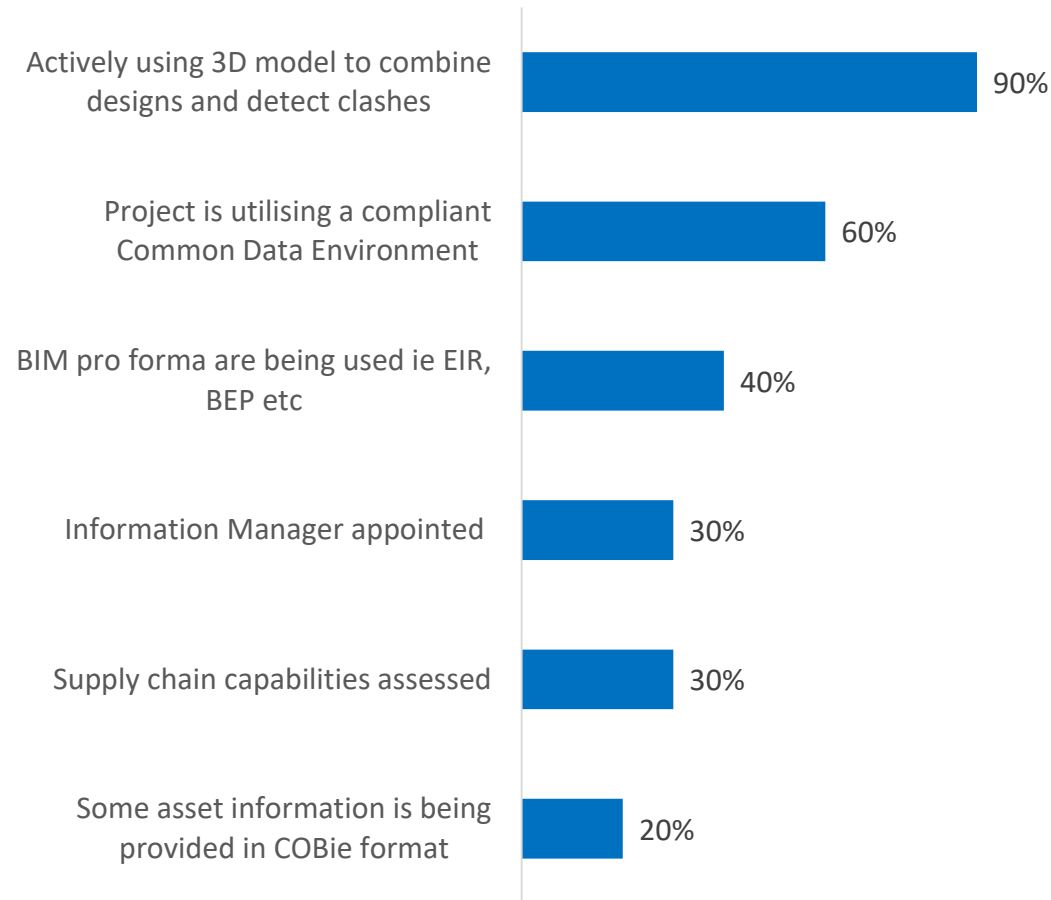 Actively using 3D model to combine
designs and detect clashes
90%
Project is utilising a compliant
Common Data Environment
60%
BIM pro forma are being used ie EIR,
BEP etc
40%
Information Manager appointed
30%
Supply chain capabilities assessed
30%
Some asset information is being
provided in COBie format
20%